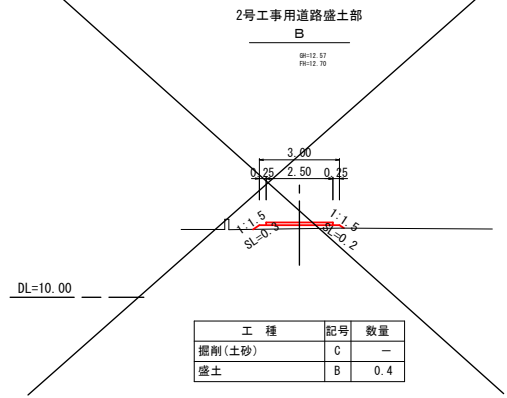 2号工事用道路盛土部
B
GH=12.57
FH=12.70
3.00
0.25 2.50 0.25
1:1.5 1:1.5
SL=0.3 SL=0.2
DL=10.00
工 種 記号 数量
掘削(土砂) C －
盛土 B 0.4